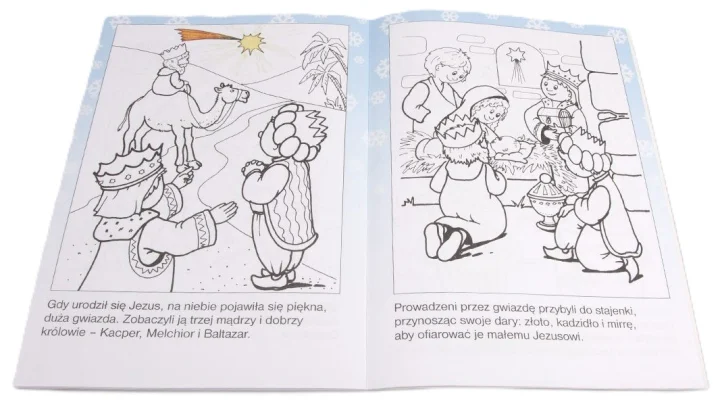 Gdy urodził się Jezus, na niebie pojawiła się piękna,
duża gwiazda. Zobaczyli ją trzej mądrzy i dobrzy
królowie – Kacper, Melchior i Baltazar.
Prowadzeni przez gwiazdę przybyli do stajenki,
przynosząc swoje dary: złoto, kadzidło i mirrę,
aby ofiarować je małemu Jezusowi.